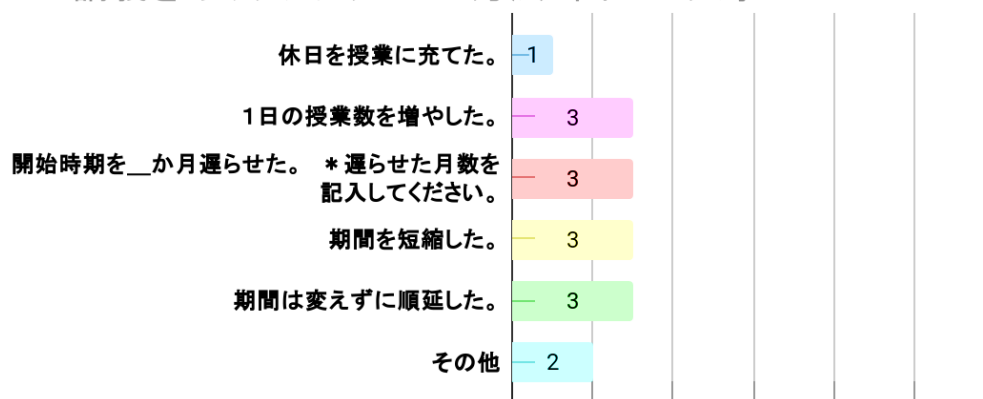 休日を授業に充てた。
1
１日の授業数を増やした。
3
開始時期を__か月遅らせた。 ＊遅らせた月数を
記入してください。
3
期間を短縮した。
3
期間は変えずに順延した。
3
その他
2